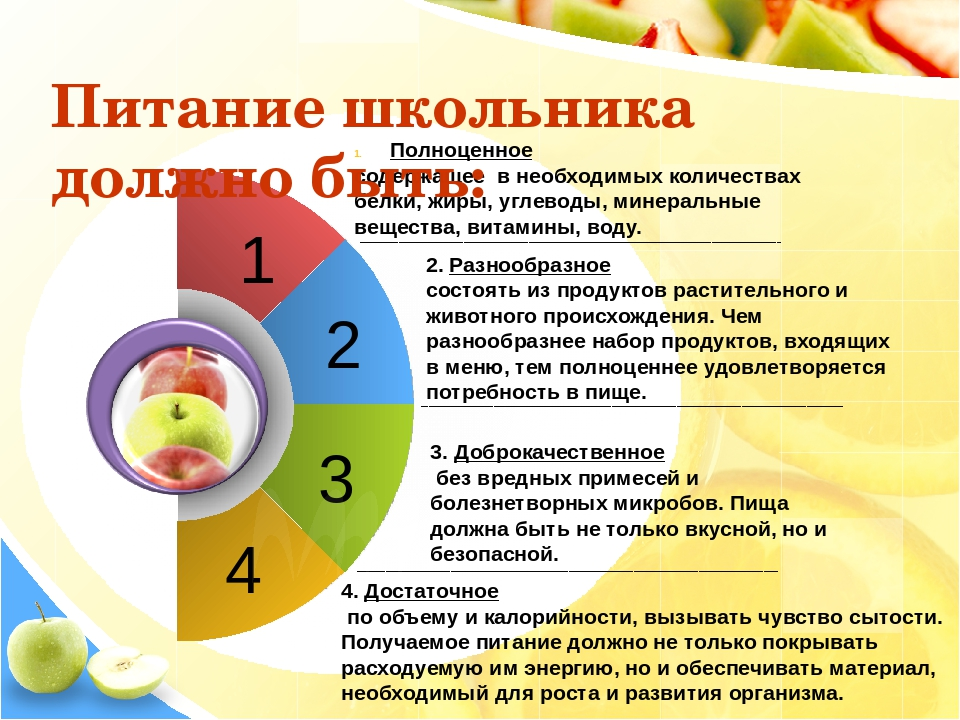 Питание школьника
должно быть:
1. Полноценное
содержащее в необходимых количествах
белки, жиры, углеводы, минеральные
вещества, витамины, воду.
1
2. Разнообразное
состоять из продуктов растительного и
животного происхождения. Чем
разнообразнее набор продуктов, входящих
в меню, тем полноценнее удовлетворяется
потребность в пище.
2
3. Доброкачественное
без вредных примесей и
болезнетворных микробов. Пища
должна быть не только вкусной, но и
безопасной.
3
4. Достаточное
по объему и калорийности, вызывать чувство сытости.
Получаемое питание должно не только покрывать
расходуемую им энергию, но и обеспечивать материал,
необходимый для роста и развития организма.
4